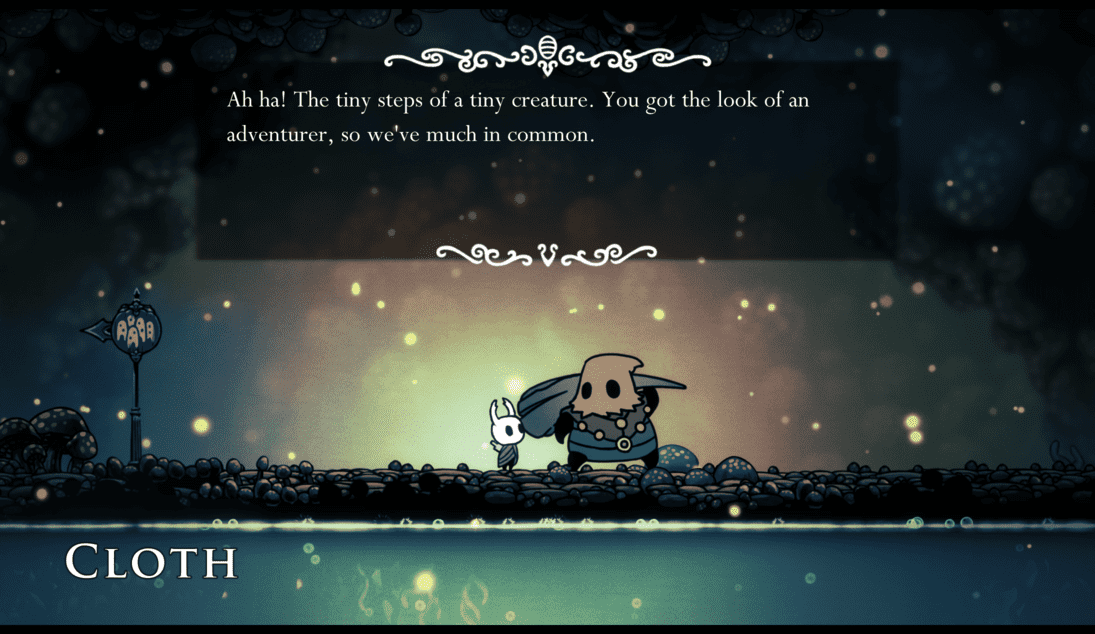 Ah ha! The tiny steps of a tiny creature. You got the look of an
adventurer, so we've much in common.
CLOTH